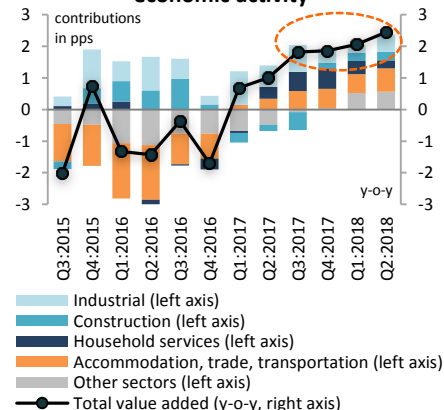 economic activity
contributions
in pps
3
2
1
0
-1
-2
-3
3
2
1
0
-1
-2
-3
y-o-y
Q3:2015
Q4:2015
Q1:2016
Q2:2016
Q3:2016
Q4:2016
Q1:2017
Q2:2017
Q3:2017
Q4:2017
Q1:2018
Q2:2018
Industrial (left axis)
Construction (left axis)
Household services (left axis)
Accommodation, trade, transportation (left axis)
Other sectors (left axis)
Total value added (y-o-y, right axis)